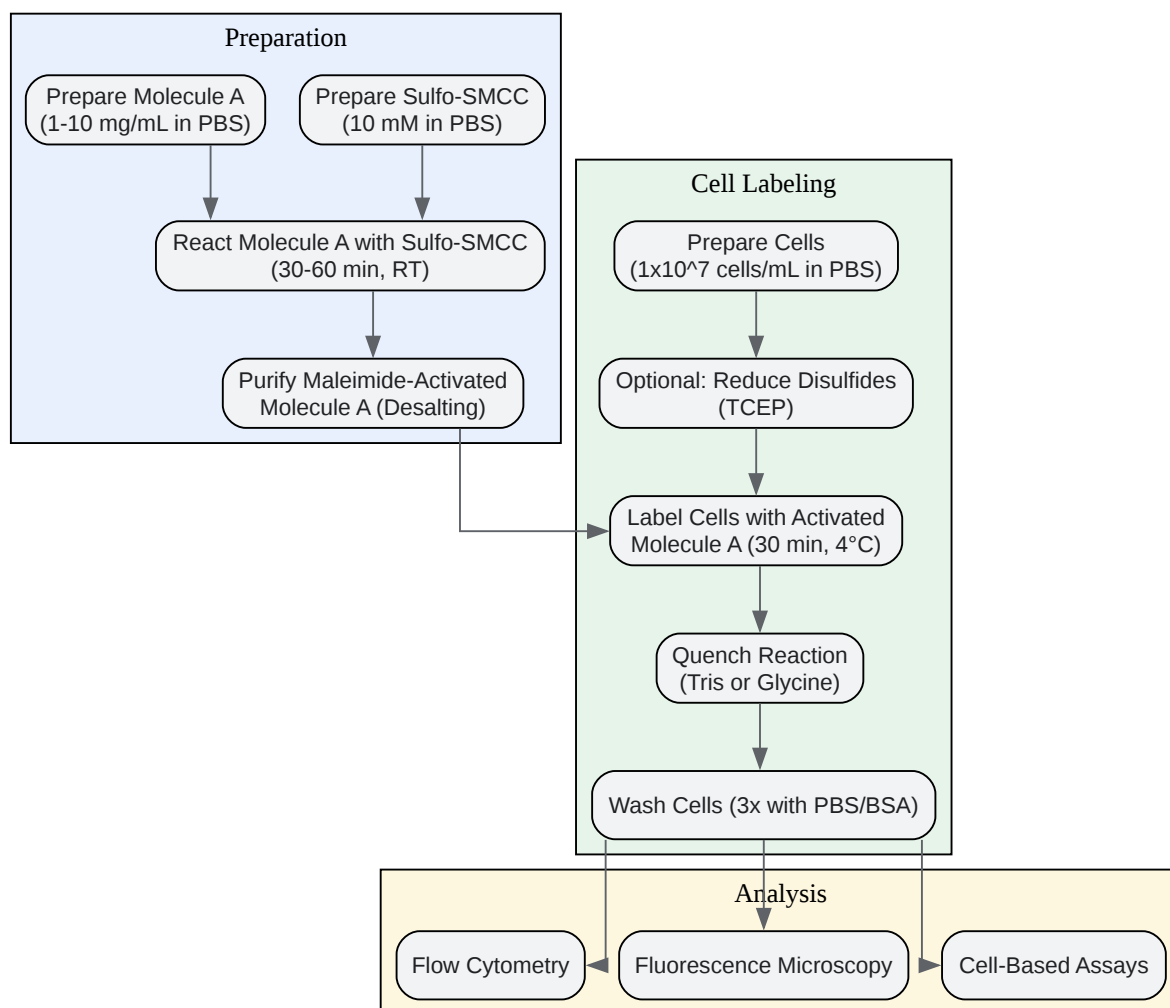 Preparation
Prepare Molecule A
(1-10 mg/mL in PBS)
Prepare Sulfo-SMCC
(10 mM in PBS)
React Molecule A with Sulfo-SMCC
(30-60 min, RT)
Purify Maleimide-Activated
Molecule A (Desalting)
Cell Labeling
Prepare Cells
(1x10^7 cells/mL in PBS)
Optional: Reduce Disulfides
(TCEP)
Label Cells with Activated
Molecule A (30 min, 4°C)
Quench Reaction
(Tris or Glycine)
Wash Cells (3x with PBS/BSA)
Analysis
Flow Cytometry
Fluorescence Microscopy
Cell-Based Assays